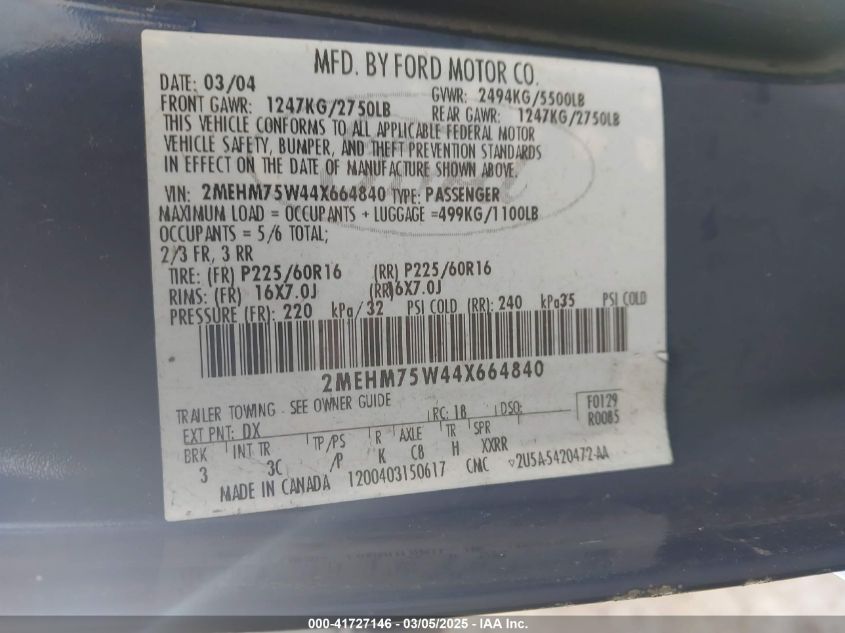 MFD. BY FORD MOTOR CO.
DATE: 03/04 GVWR: 2494KG/5500LB
FRONT GAWR: 1247KG/2750LB REAR GAWR: 1247KG/2750LB
THIS VEHICLE CONFORMS TO ALL APPLICABLE FEDERAL MOTOR
VEHICLE SAFETY, BUMPER, AND THEFT PREVENTION STANDARDS
IN EFFECT ON THE DATE OF MANUFACTURE SHOWN ABOVE.
VIN: 2MEHM75W44X664840 TYPE: PASSENGER
MAXIMUM LOAD = OCCUPANTS + LUGGAGE =499KG/1100LB
OCCUPANTS = 5/6 TOTAL;
2/3 FR, 3 RR
TIRE: (FR) P225/60R16 (RR) P225/60R16
RIMS: (FR) 16X7.0J (RR)16X7.0J
PRESSURE (FR): 220 kPa/32 PSI COLD (RR): 240 kPa35 PSI COLD
2MEHM75W44X664840
TRAILER TOWING - SEE OWNER GUIDE
EXT PNT: DX RC: 18 DSO: F0129
R0085
BRK INT TR TP/PS R AXLE TR SPR
3 3C /P K C8 H XXRR
MADE IN CANADA 1200403150617 CMC 2U5A-5420472-AA
000-41727146 - 03/05/2025 - IAA Inc.